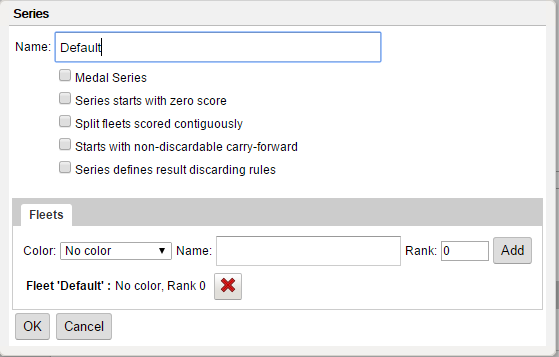 Series
Name: Default
Medal Series
Series starts with zero score
Split fleets scored contiguously
Starts with non-discardable carry-forward
Series defines result discarding rules
Fleets
Color: No color Name: Rank: 0 Add
Fleet 'Default' : No color, Rank 0
OK Cancel